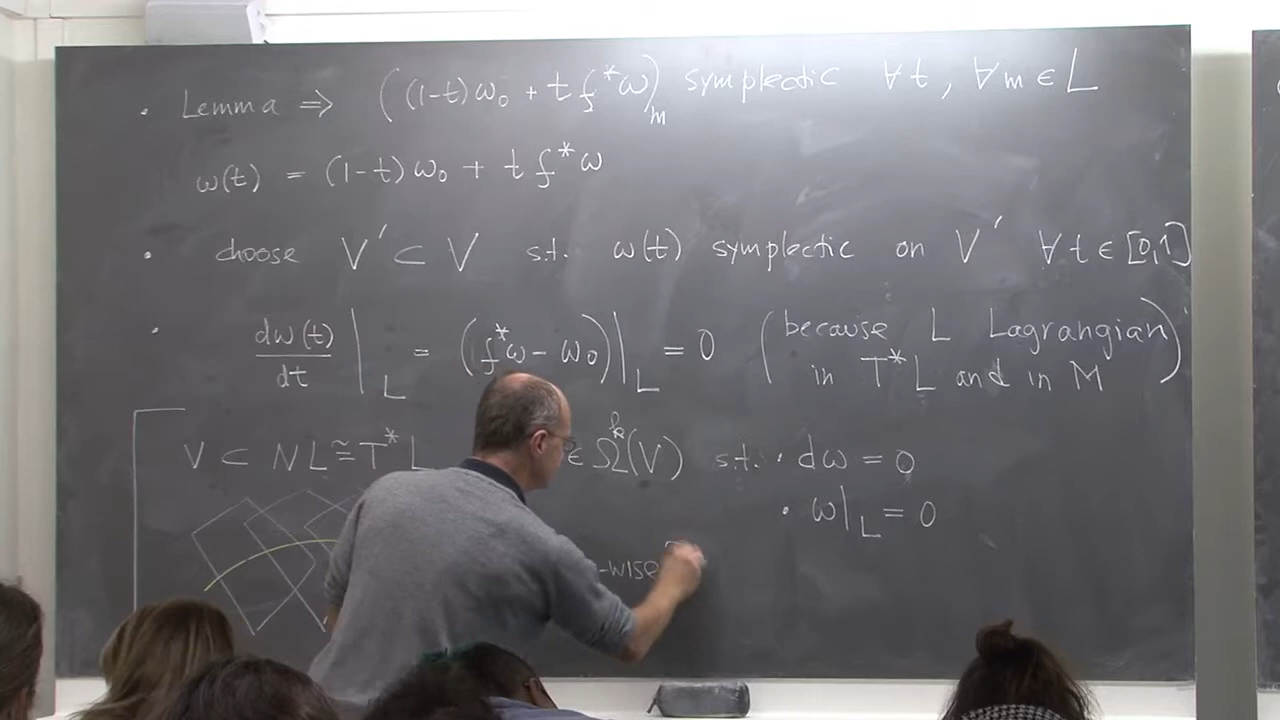 • Lemma ⇒ ((1-t)ω₀ + t f*ω)ₘ symplectic ∀t, ∀m ∈ L
ω(t) = (1-t)ω₀ + t f*ω
• choose V' ⊂ V s.t. ω(t) symplectic on V' ∀t ∈ [0,1]
• dω(t)/dt |_L = (f*ω - ω₀)|_L = 0 (because L Lagrangian in T*L and in M)
V ⊂ NL ≅ T*L ∈ Ωᵏ(V) s.t. • dω = 0
• ω|_L = 0
-wise